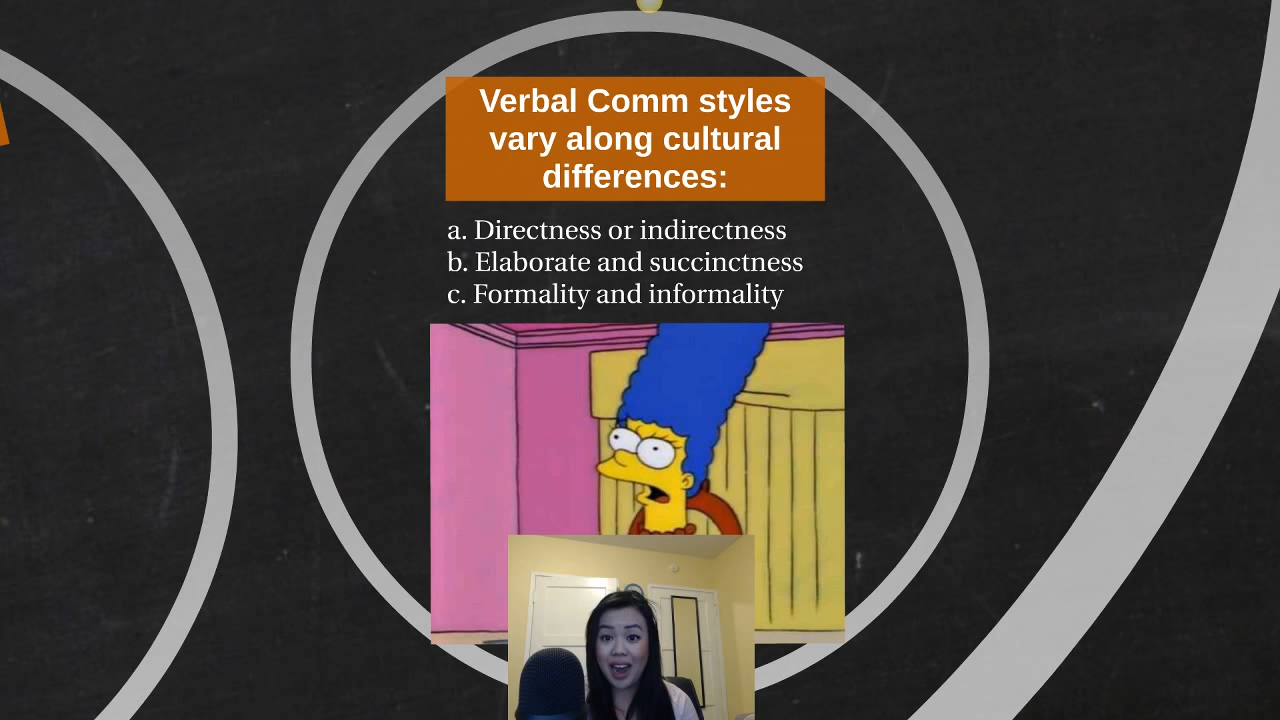 Verbal Comm styles
vary along cultural
differences:
a. Directness or indirectness
b. Elaborate and succinctness
c. Formality and informality